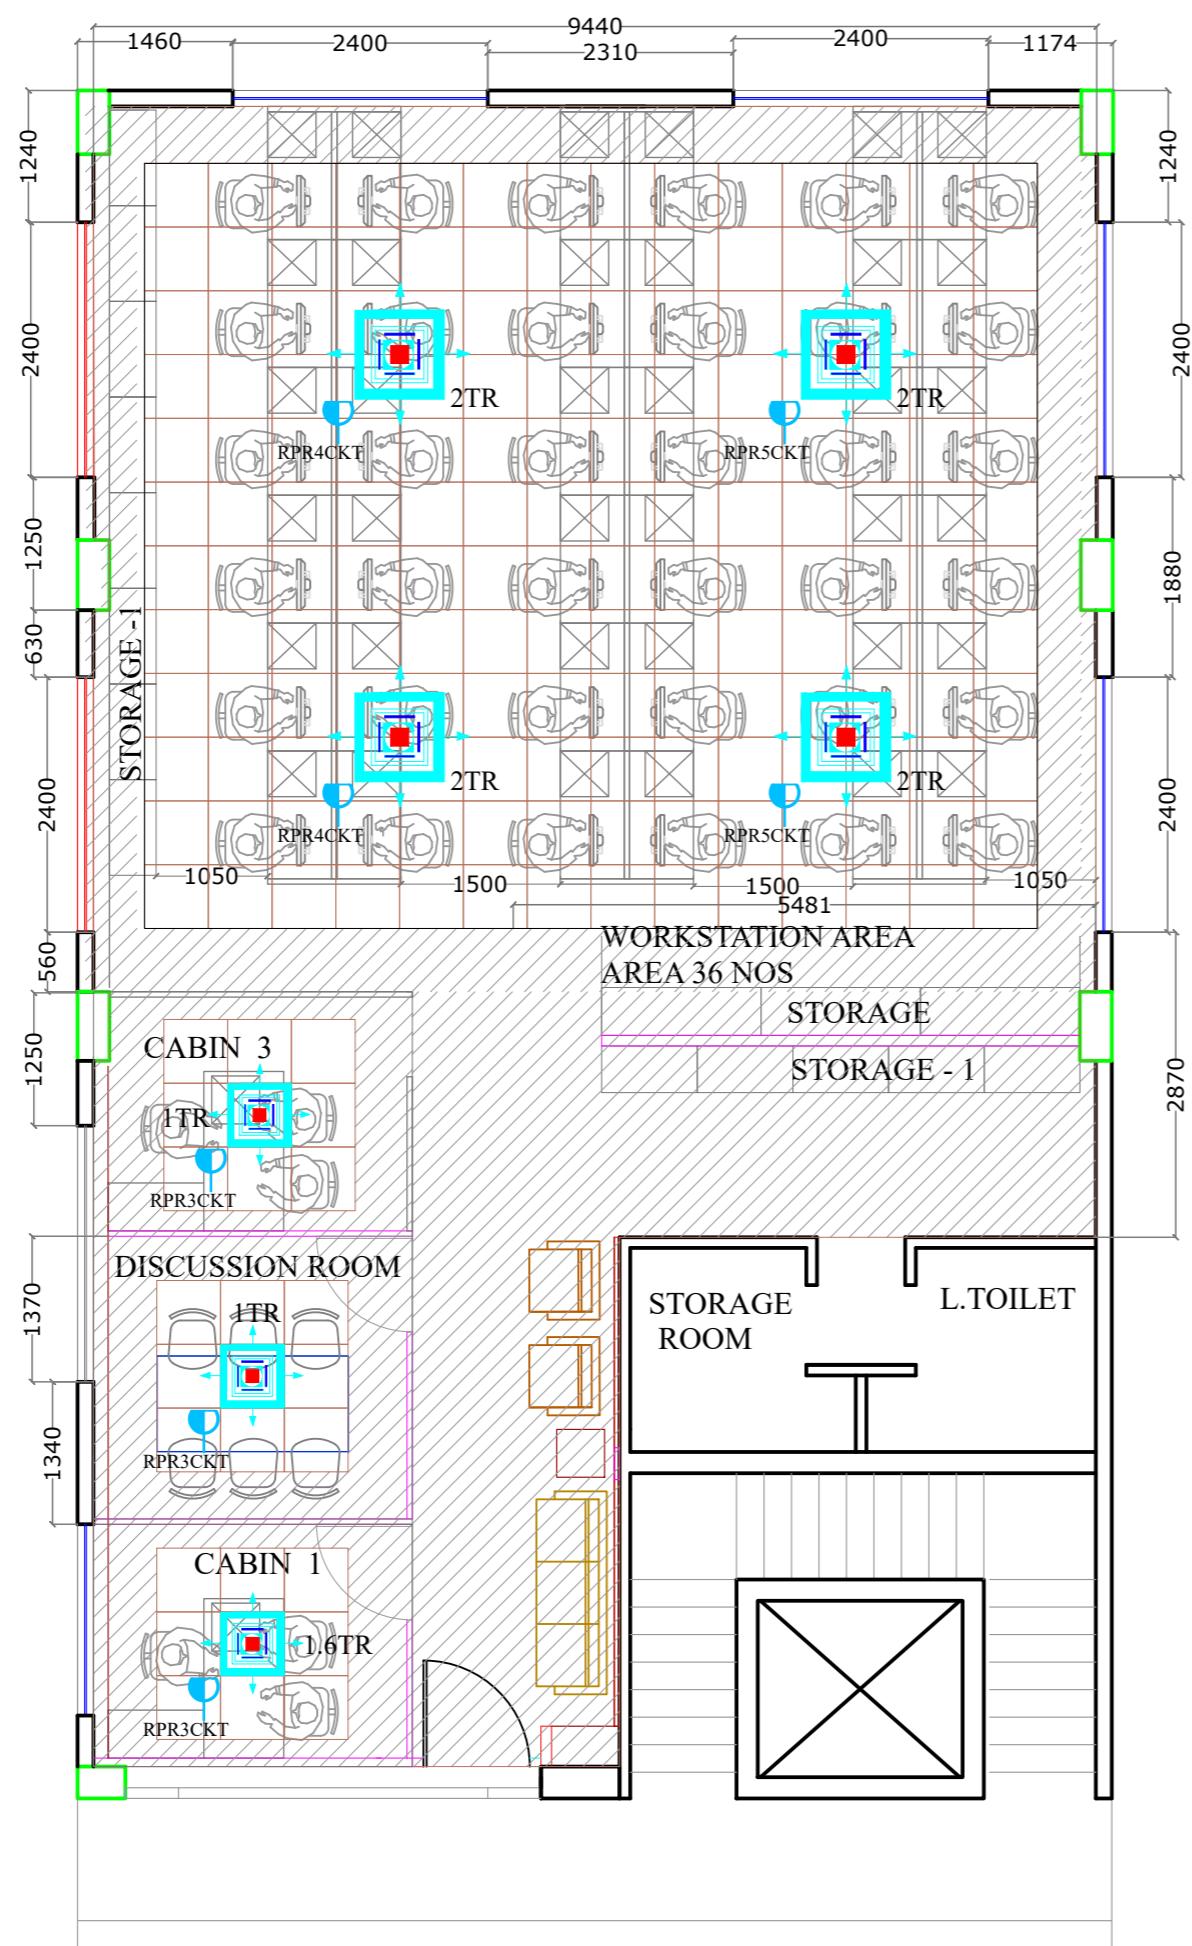 9440
1460
2400
2310
2400
1174
1240
1240
2400
2400
2TR
2TR
RPR4CKT
RPR5CKT
1250
1880
630
STORAGE -1
2400
2400
2TR
2TR
RPR4CKT
RPR5CKT
1050
1500
1500
1050
5481
560
WORKSTATION AREA
AREA 36 NOS
STORAGE
1250
CABIN 3
STORAGE - 1
2870
1TR
RPR3CKT
DISCUSSION ROOM
1370
1TR
STORAGE
ROOM
L.TOILET
1340
RPR3CKT
CABIN 1
1.6TR
RPR3CKT